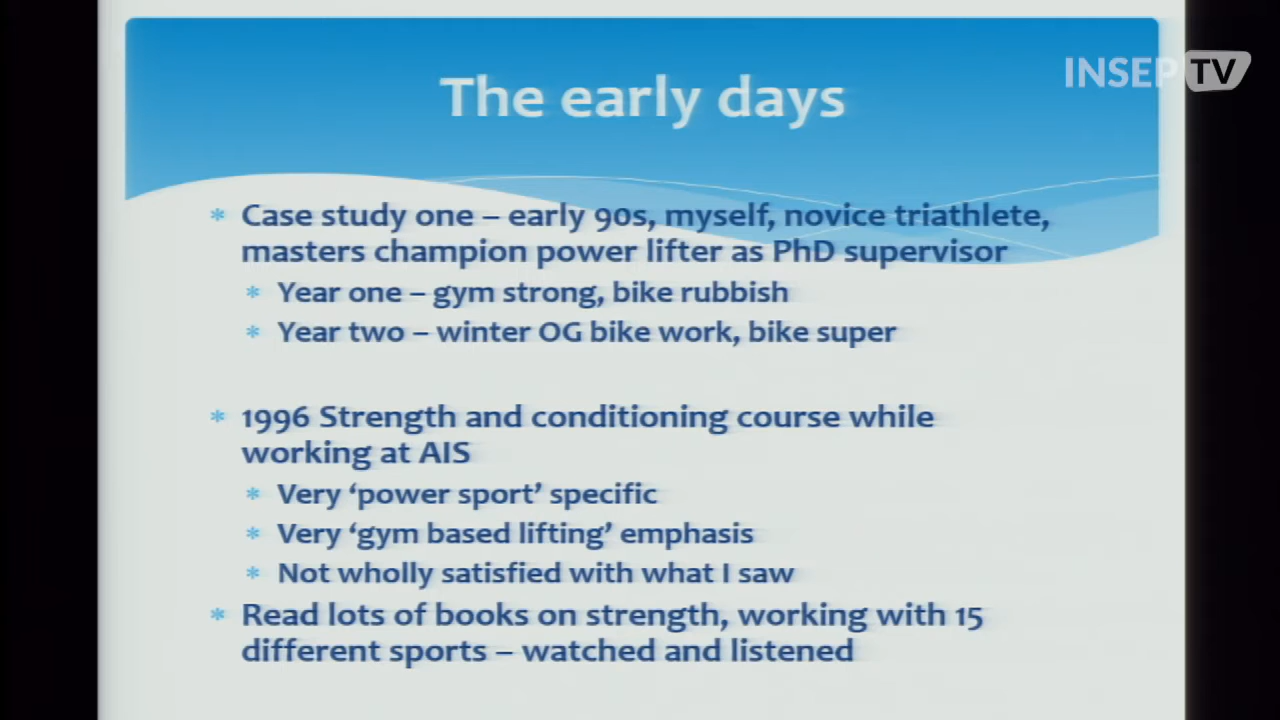 INSEP TV
The early days
Case study one – early 90s, myself, novice triathlete,
masters champion power lifter as PhD supervisor
Year one – gym strong, bike rubbish
Year two – winter OG bike work, bike super
1996 Strength and conditioning course while
working at AIS
Very ‘power sport’ specific
Very ‘gym based lifting’ emphasis
Not wholly satisfied with what I saw
Read lots of books on strength, working with 15
different sports – watched and listened